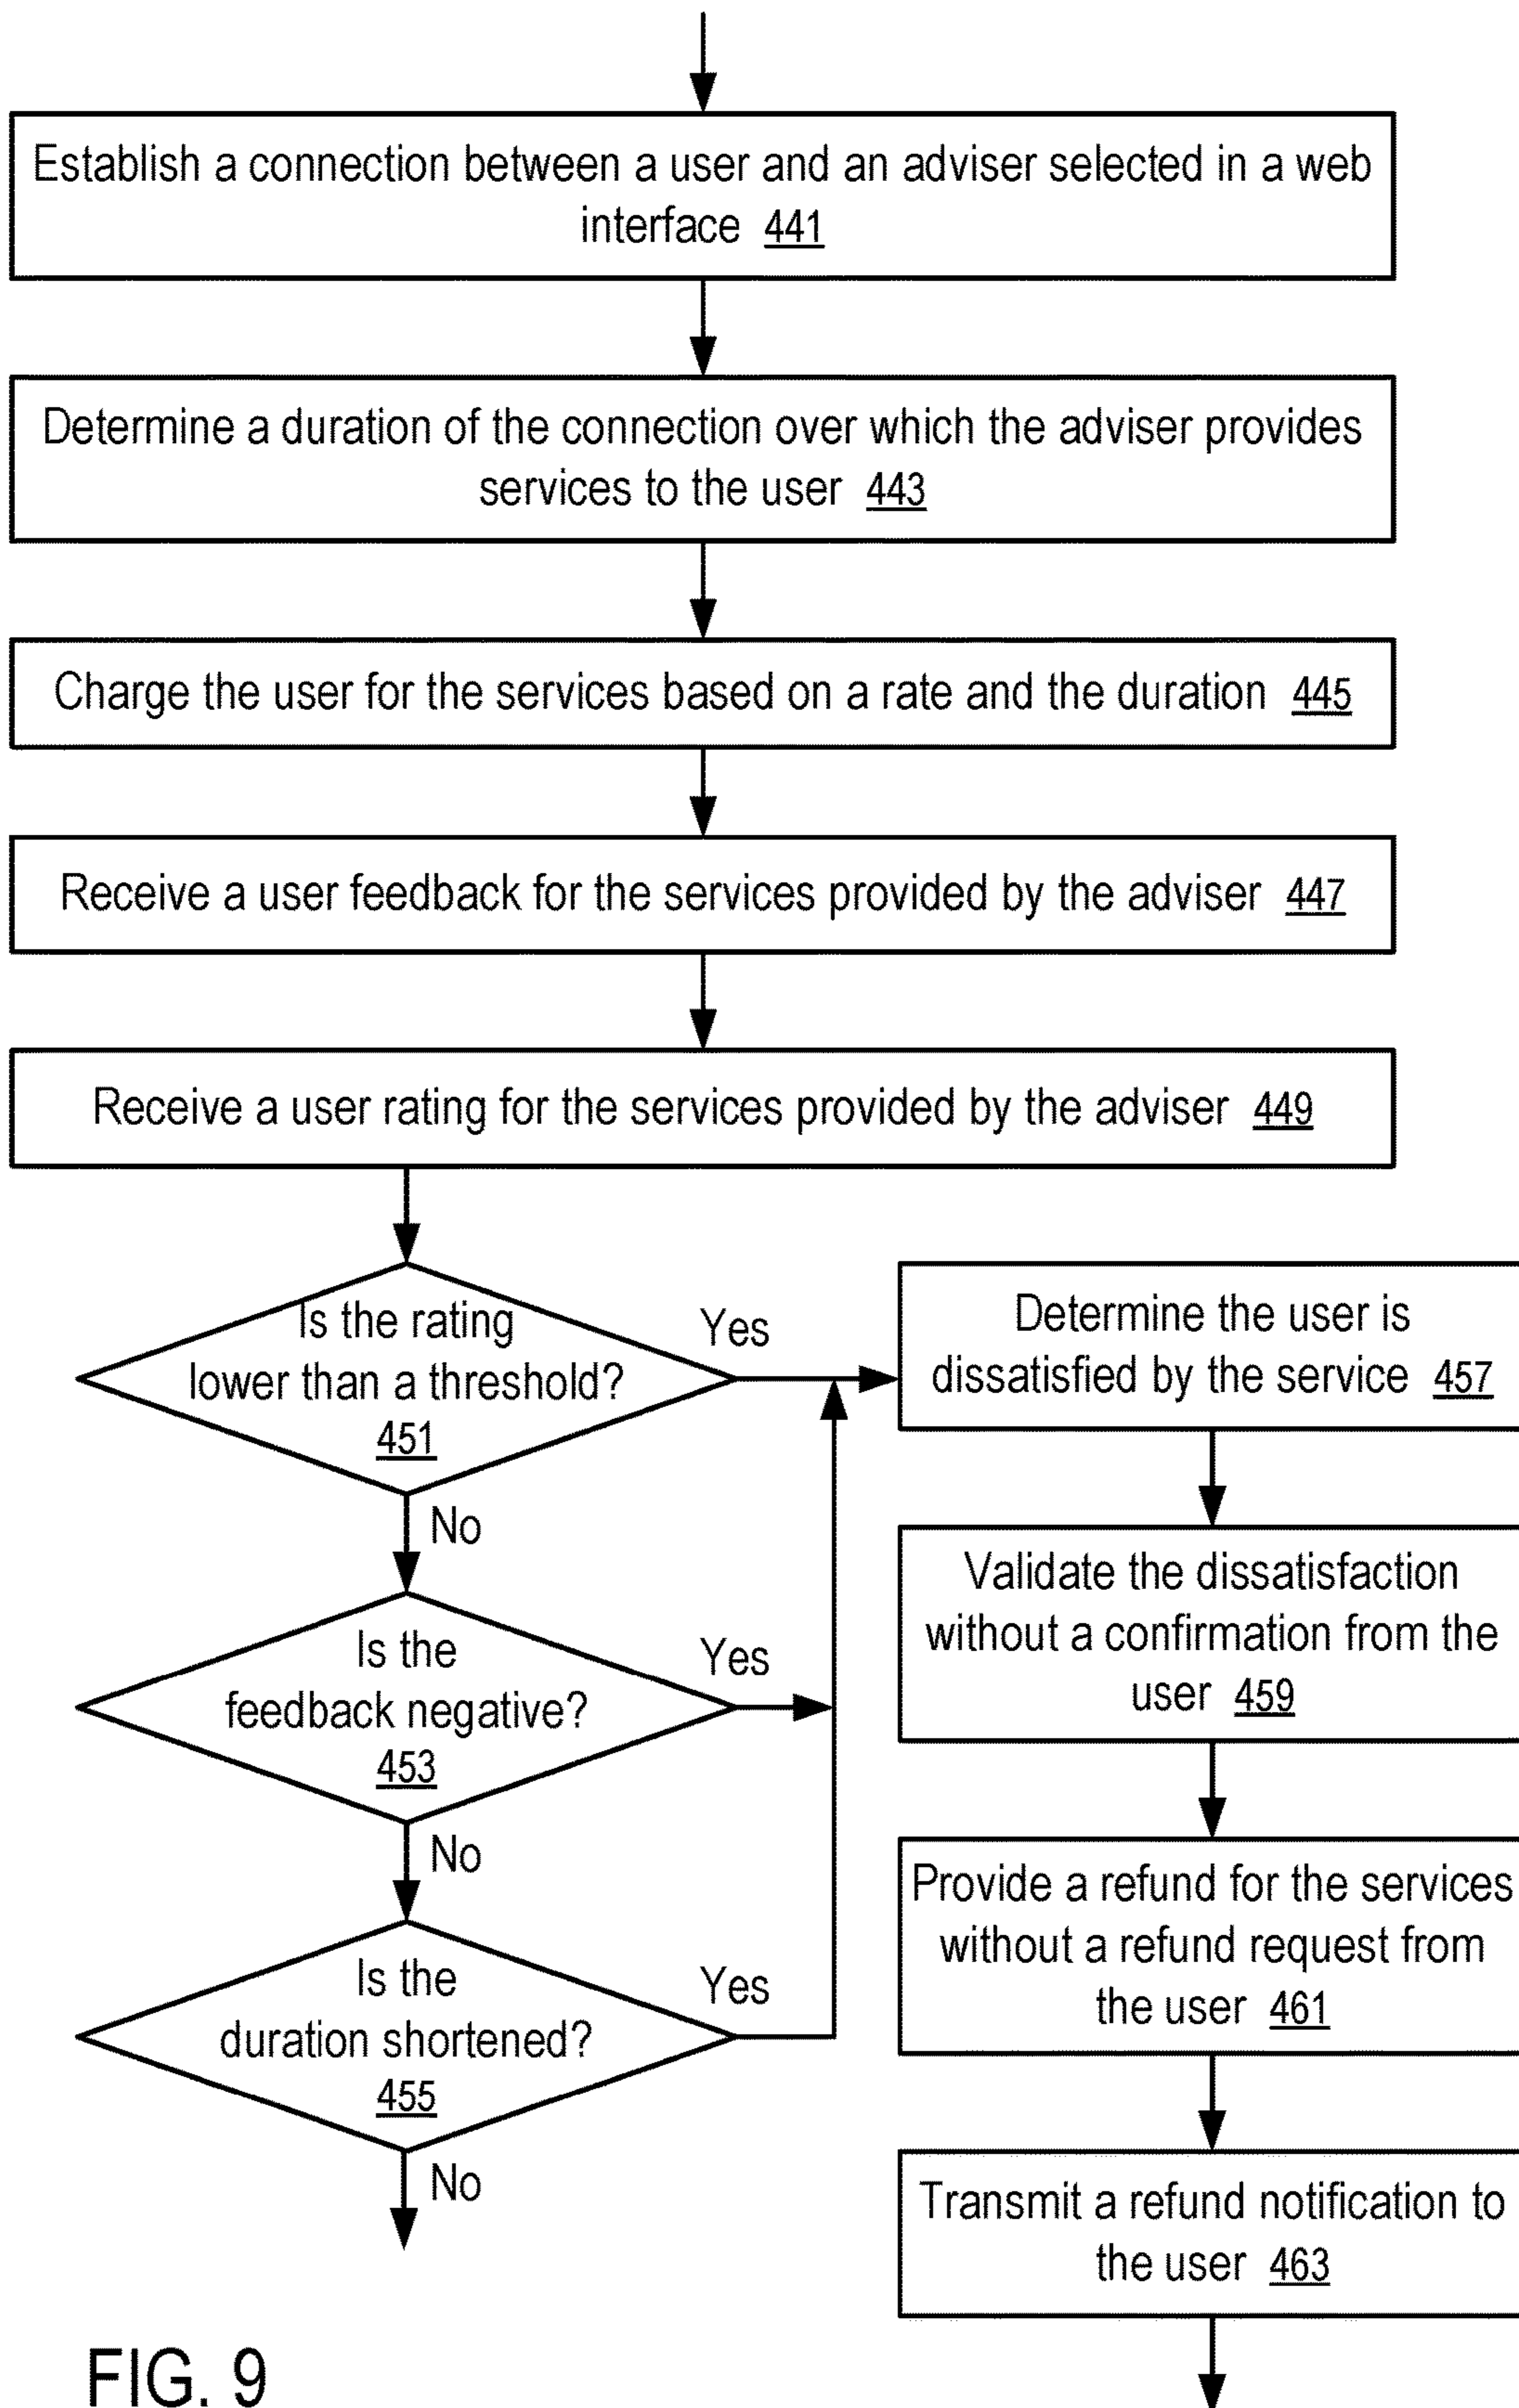 Establish a connection between a user and an adviser selected in a web
interface 441
Determine a duration of the connection over which the adviser provides
services to the user 443
Charge the user for the services based on a rate and the duration 445
Receive a user feedback for the services provided by the adviser 447
Receive a user rating for the services provided by the adviser 449
Is the rating
lower than a threshold?
451
Yes
No
Determine the user is
dissatisfied by the service 457
Is the
feedback negative?
453
Yes
No
Validate the dissatisfaction
without a confirmation from the
user 459
Is the
duration shortened?
455
Yes
No
Provide a refund for the services
without a refund request from
the user 461
Transmit a refund notification to
the user 463
FIG. 9